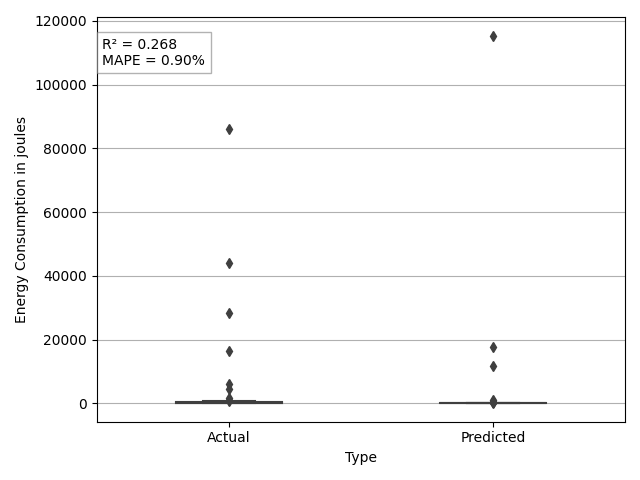 120000
R² = 0.268
MAPE = 0.90%
100000
80000
60000
40000
20000
0
Energy Consumption in joules
Actual
Predicted
Type